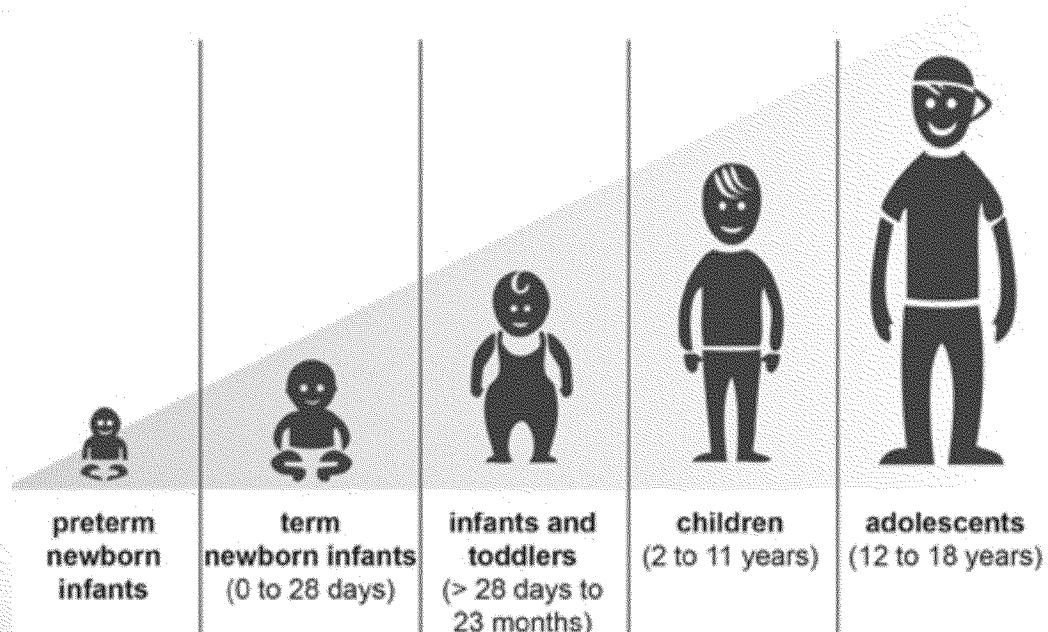 preterm
newborn
infants
term
newborn infants
(0 to 28 days)
infants and
toddlers
(> 28 days to
23 months)
children
(2 to 11 years)
adolescents
(12 to 18 years)